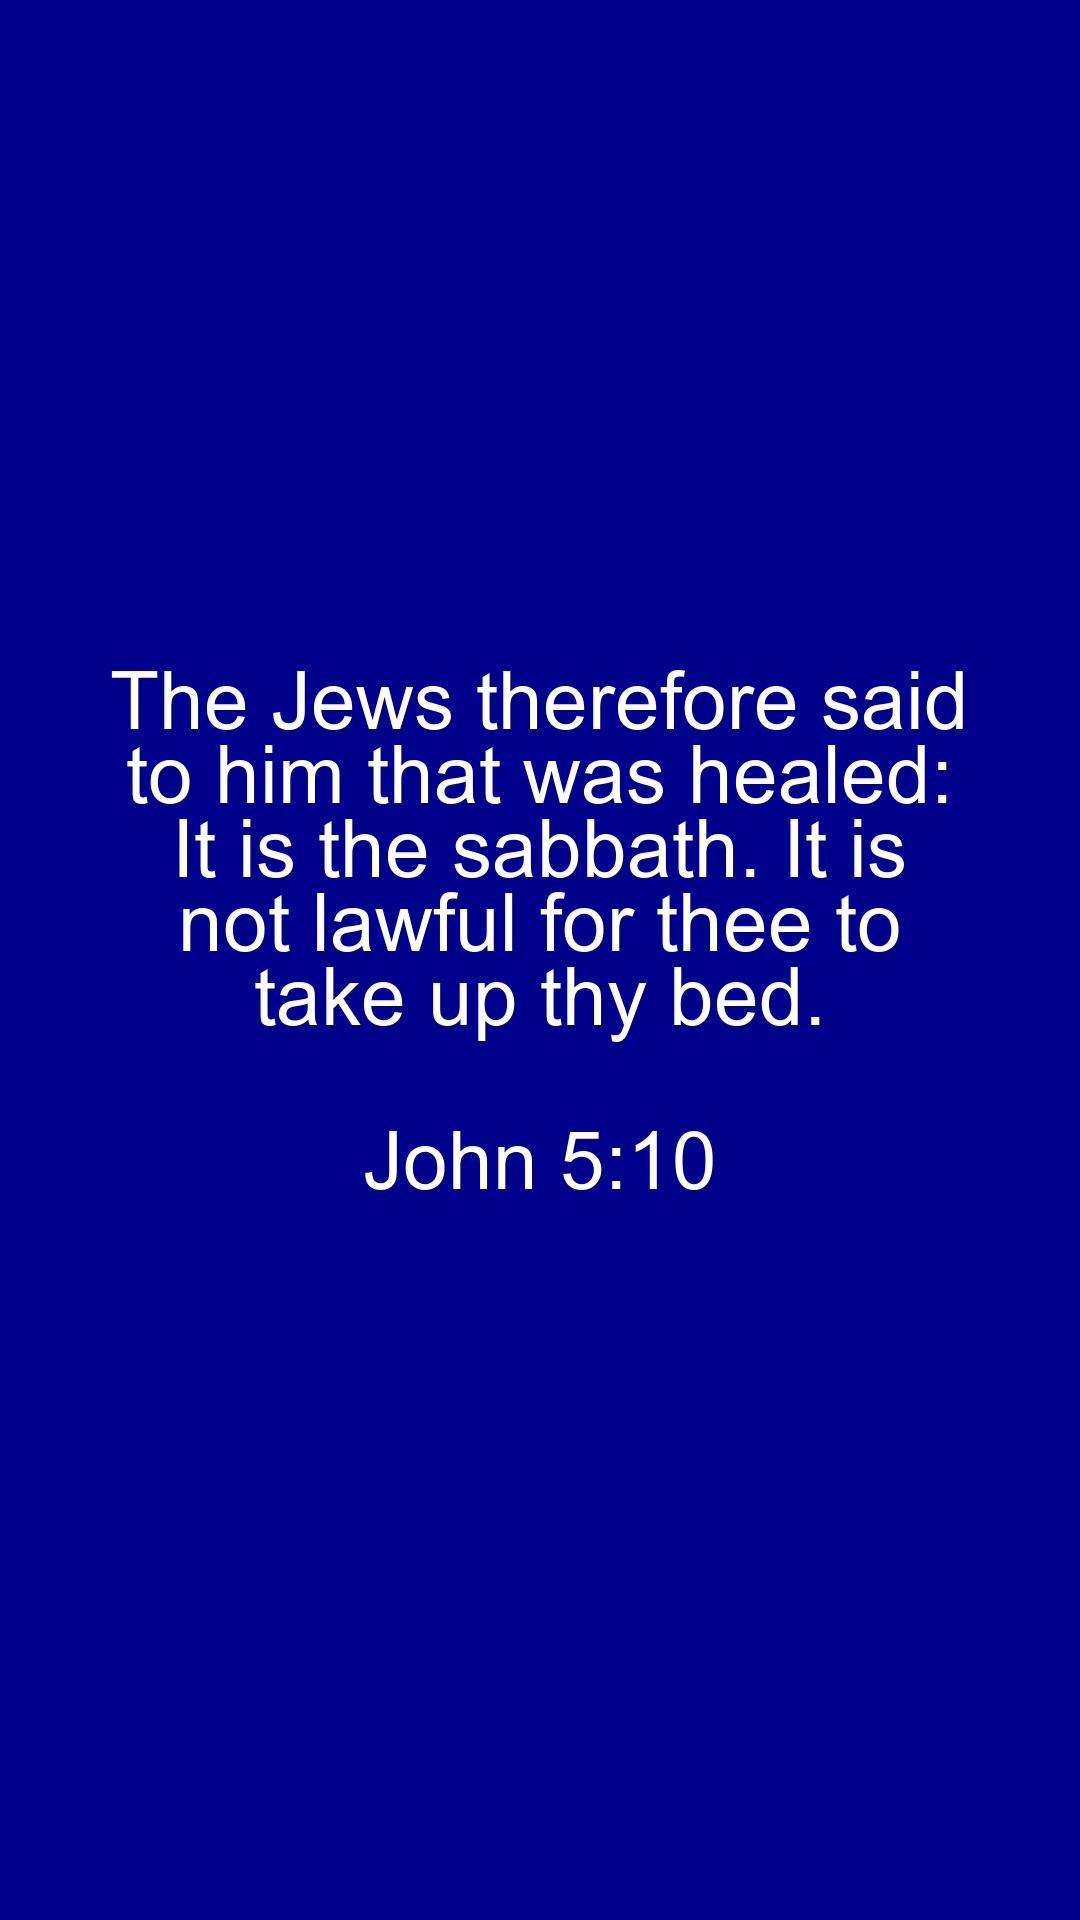 The Jews therefore said
to him that was healed:
It is the sabbath. It is
not lawful for thee to
take up thy bed.
John 5:10